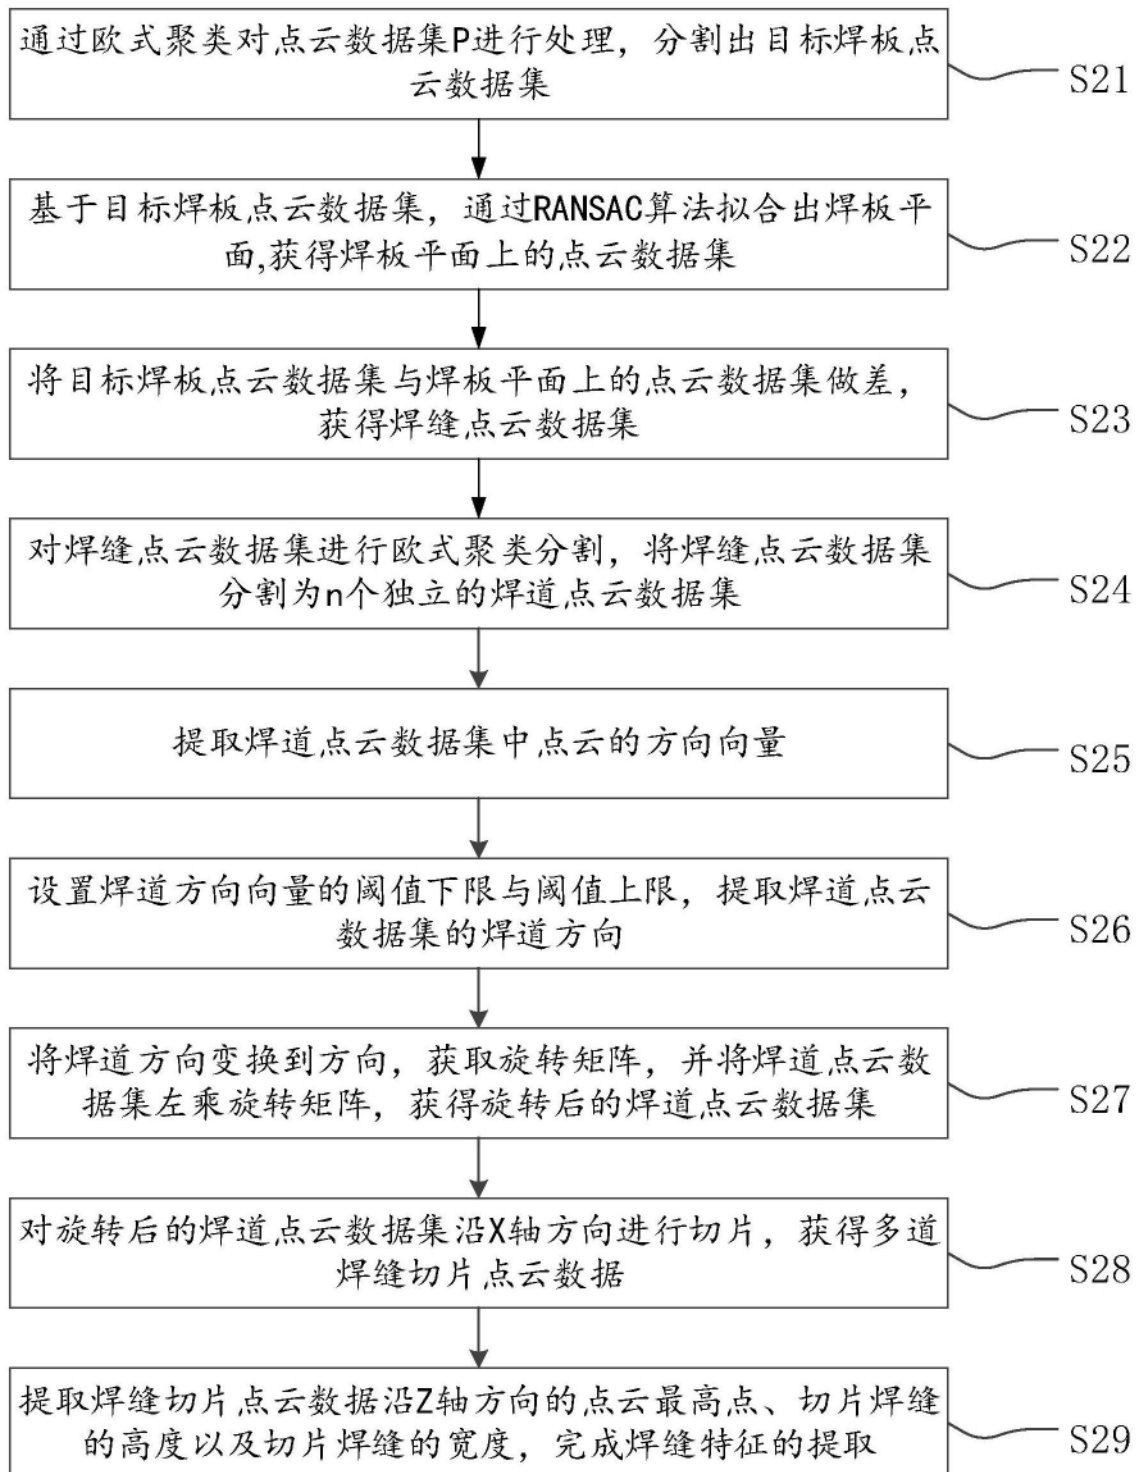 通过欧式聚类对点云数据集P进行处理，分割出目标焊板点
云数据集
S21
基于目标焊板点云数据集，通过RANSAC算法拟合出焊板平
面,获得焊板平面上的点云数据集
S22
将目标焊板点云数据集与焊板平面上的点云数据集做差，
获得焊缝点云数据集
S23
对焊缝点云数据集进行欧式聚类分割，将焊缝点云数据集
分割为n个独立的焊道点云数据集
S24
提取焊道点云数据集中点云的方向向量
S25
设置焊道方向向量的阈值下限与阈值上限，提取焊道点云
数据集的焊道方向
S26
将焊道方向变换到方向，获取旋转矩阵，并将焊道点云数
据集左乘旋转矩阵，获得旋转后的焊道点云数据集
S27
对旋转后的焊道点云数据集沿X轴方向进行切片，获得多道
焊缝切片点云数据
S28
提取焊缝切片点云数据沿Z轴方向的点云最高点、切片焊缝
的高度以及切片焊缝的宽度，完成焊缝特征的提取
S29